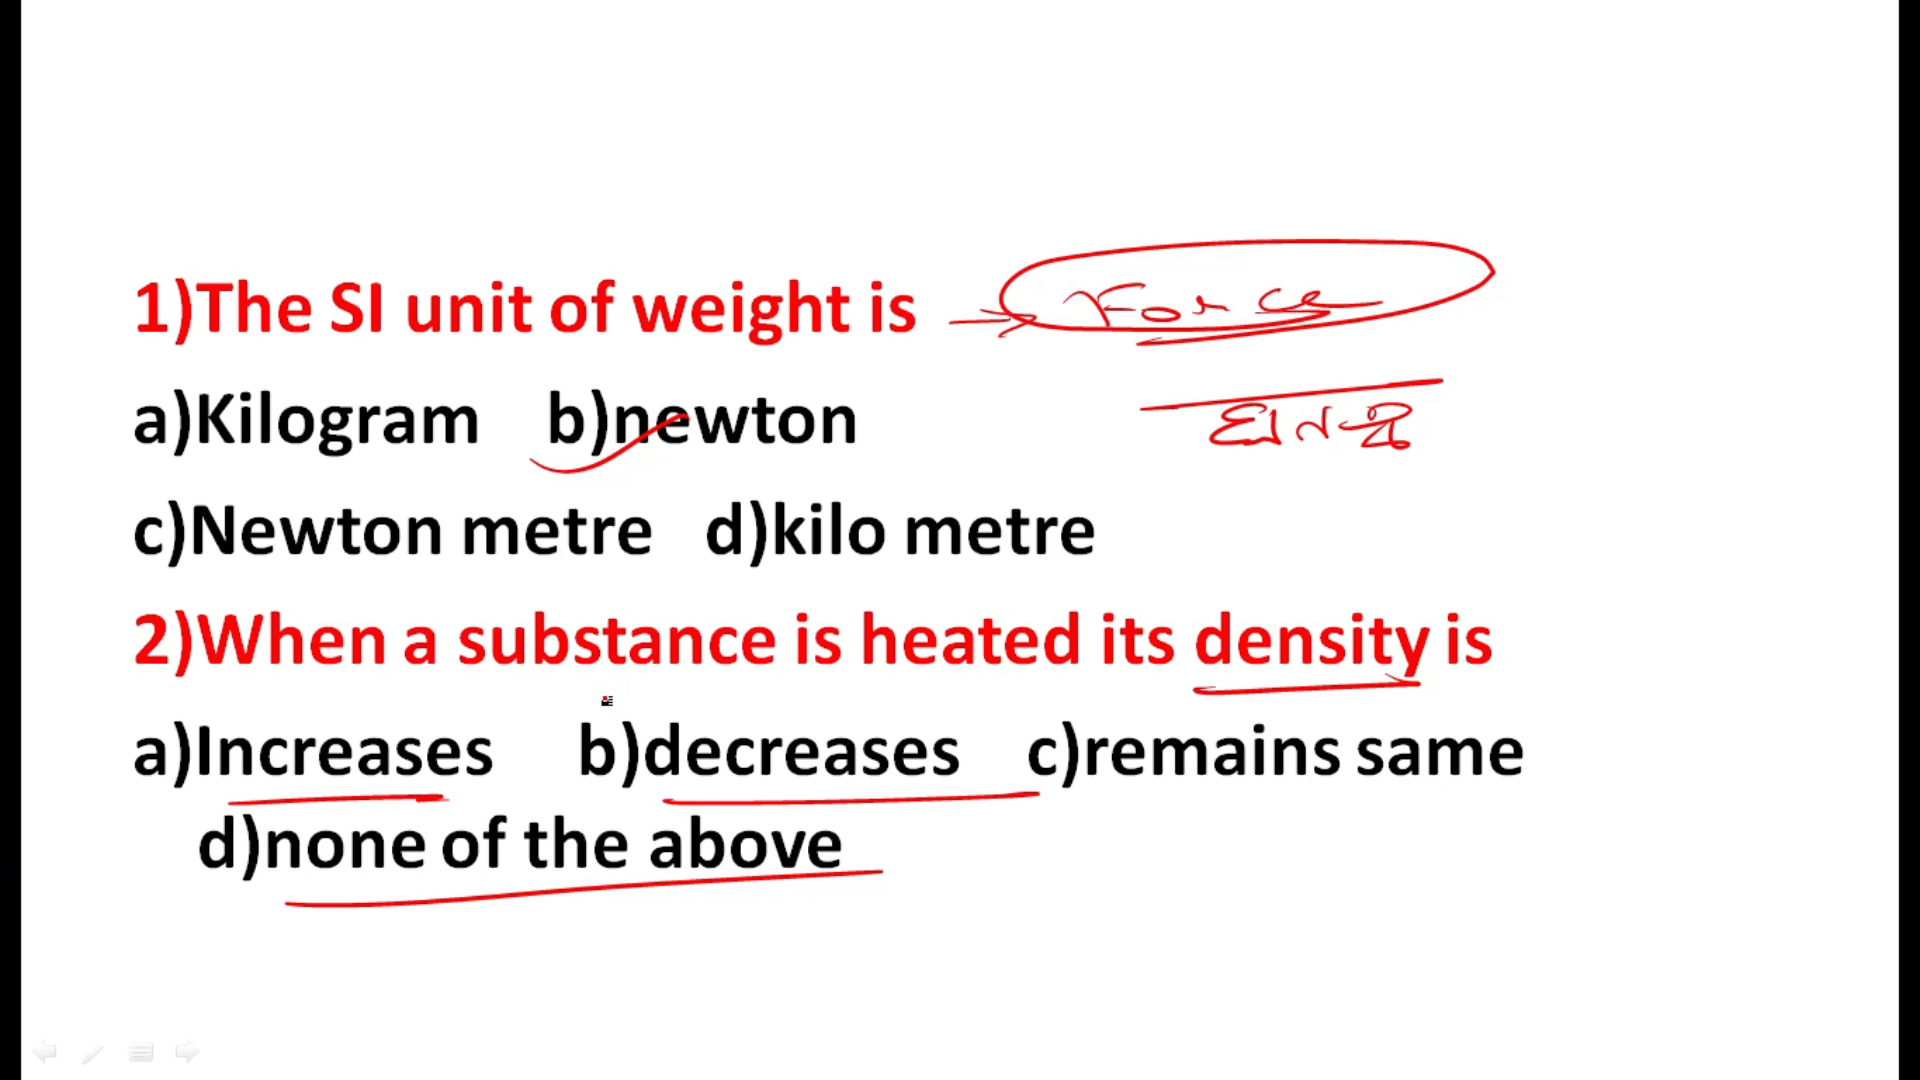 1)The SI unit of weight is → Force
a)Kilogram b)newton
c)Newton metre d)kilo metre
2)When a substance is heated its density is
a)Increases b)decreases c)remains same
d)none of the above